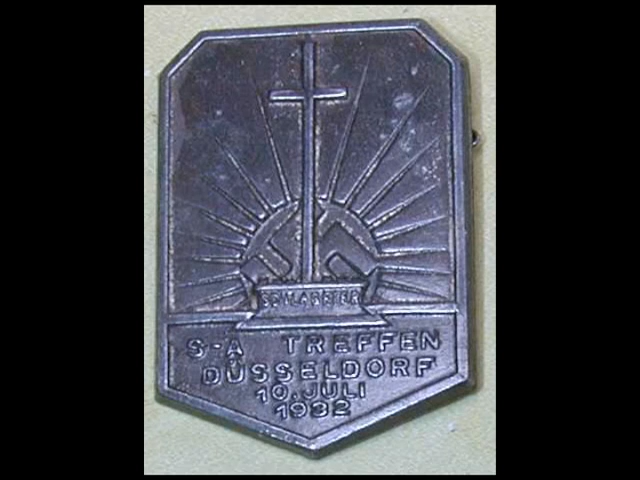 SCHLAGETER
S-A TREFFEN
DÜSSELDORF
10. JULI
1932